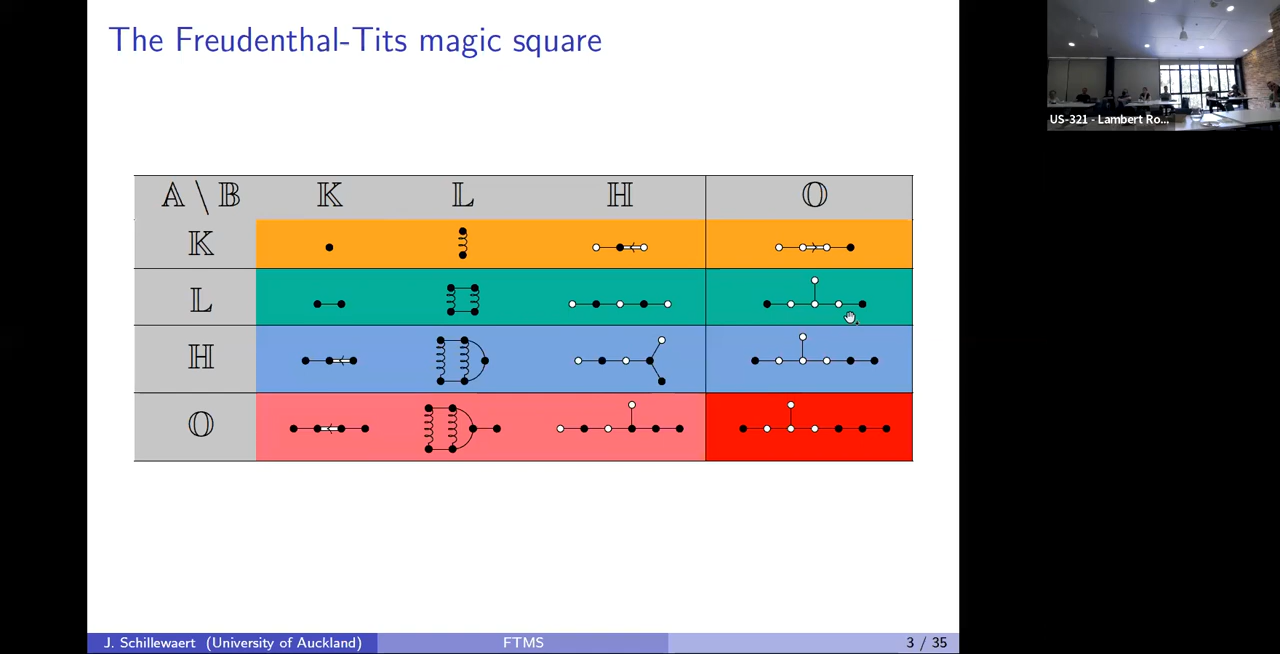 The Freudenthal-Tits magic square
US-321 - Lambert Ro...
𝔸 \ 𝔹 𝕂 𝕃 ℍ 𝕆
𝕂
𝕃
ℍ
𝕆
J. Schillewaert (University of Auckland) FTMS 3 / 35